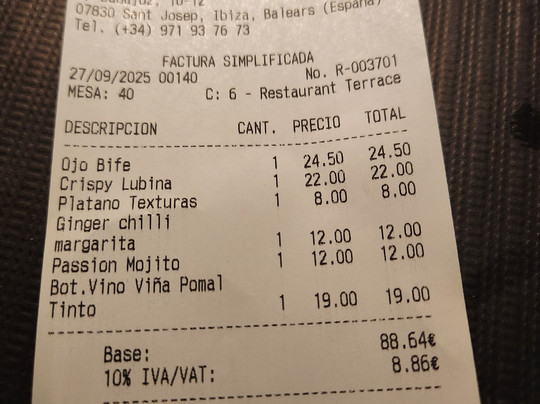 07830 Sant Josep, Ibiza, Balears (España)
Tel. (+34) 971 93 76 73
FACTURA SIMPLIFICADA
27/09/2025 00140 No. R-003701
MESA: 40 C: 6 - Restaurant Terrace
DESCRIPCION CANT. PRECIO TOTAL
Ojo Bife 1 24.50 24.50
Crispy Lubina 1 22.00 22.00
Platano Texturas 1 8.00 8.00
Ginger chilli
margarita 1 12.00 12.00
Passion Mojito 1 12.00 12.00
Bot.Vino Viña Pomal
Tinto 1 19.00 19.00
Base: 88.64€
10% IVA/VAT: 8.86€